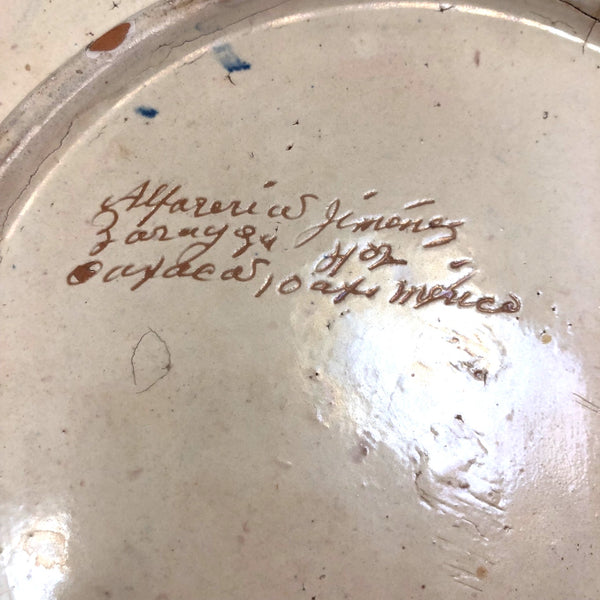 Alfareria Jiménez
Zaragoza 402
Oaxaca, Oax. México